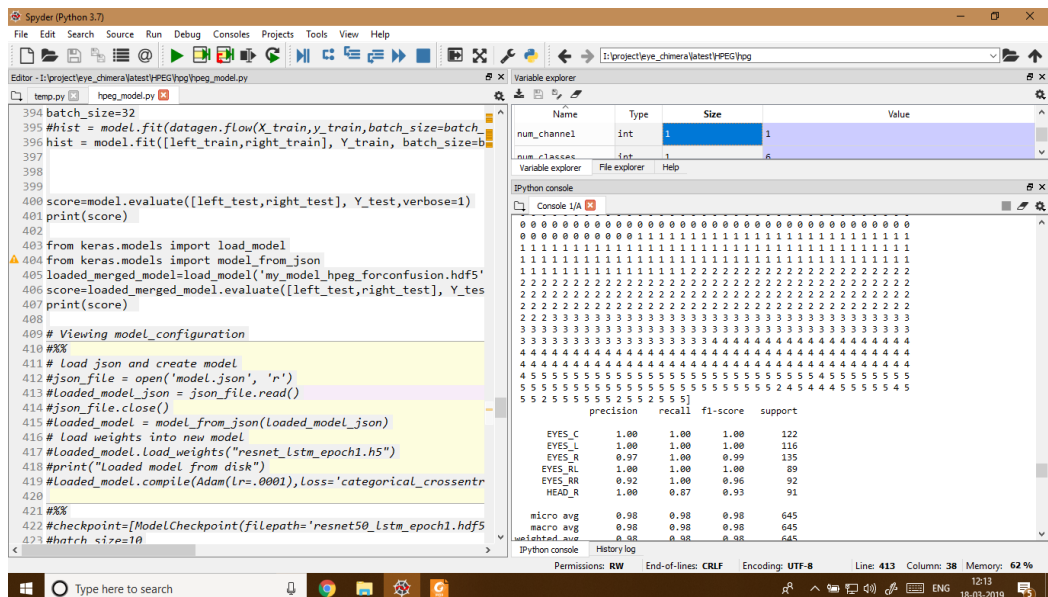 Spyder (Python 3.7)
File Edit Search Source Run Debug Consoles Projects Tools View Help
I:\project\eye_chimera\latest\HPEG\hpg
Editor - I:\project\eye_chimera\latest\HPEG\hpg\hpeg_model.py
temp.py hpeg_model.py
394 batch_size=32
395 #hist = model.fit(datagen.flow(X_train,y_train,batch_size=batch_
396 hist = model.fit([left_train,right_train], Y_train, batch_size=b
397
398
399
400 score=model.evaluate([left_test,right_test], Y_test,verbose=1)
401 print(score)
402
403 from keras.models import load_model
404 from keras.models import model_from_json
405 loaded_merged_model=load_model('my_model_hpeg_forconfusion.hdf5'
406 score=loaded_merged_model.evaluate([left_test,right_test], Y_tes
407 print(score)
408
409 # Viewing model_configuration
410 #%%
411 # load json and create model
412 #json_file = open('model.json', 'r')
413 #loaded_model_json = json_file.read()
414 #json_file.close()
415 #loaded_model = model_from_json(loaded_model_json)
416 # load weights into new model
417 #loaded_model.load_weights("resnet_lstm_epoch1.h5")
418 #print("Loaded model from disk")
419 #loaded_model.compile(Adam(lr=.0001),loss='categorical_crossentr
420
421 #%%
422 #checkpoint=[ModelCheckpoint(filepath='resnet50_lstm_epoch1.hdf5
423 #batch_size=10
Variable explorer
Name Type Size Value
num_channel int 1 1
num_classes int 1 6
Variable explorer File explorer Help
IPython console
Console 1/A
0 0 0 0 0 0 0 0 0 0 0 0 0 0 0 0 0 0 0 0 0 0 0 0 0 0 0 0 0 0 0 0 0 0 0 0 0
0 0 0 0 0 0 0 0 0 0 1 1 1 1 1 1 1 1 1 1 1 1 1 1 1 1 1 1 1 1 1 1 1 1 1 1 1
1 1 1 1 1 1 1 1 1 1 1 1 1 1 1 1 1 1 1 1 1 1 1 1 1 1 1 1 1 1 1 1 1 1 1 1 1
1 1 1 1 1 1 1 1 1 1 1 1 1 1 1 1 1 1 1 1 1 1 1 1 1 1 1 1 1 1 1 1 1 1 1 1 1
1 1 1 1 1 1 1 1 1 1 1 1 1 1 2 2 2 2 2 2 2 2 2 2 2 2 2 2 2 2 2 2 2 2 2 2 2
2 2 2 2 2 2 2 2 2 2 2 2 2 2 2 2 2 2 2 2 2 2 2 2 2 2 2 2 2 2 2 2 2 2 2 2 2
2 2 2 2 2 2 2 2 2 2 2 2 2 2 2 2 2 2 2 2 2 2 2 2 2 2 2 2 2 2 2 2 2 2 2 2 2
2 2 2 2 2 2 2 2 2 2 2 2 2 2 2 2 2 2 2 2 2 2 2 2 2 2 2 2 2 2 2 2 2 2 2 2 2
2 2 2 3 3 3 3 3 3 3 3 3 3 3 3 3 3 3 3 3 3 3 3 3 3 3 3 3 3 3 3 3 3 3 3 3 3
3 3 3 3 3 3 3 3 3 3 3 3 3 3 3 3 3 3 3 3 3 3 3 3 3 3 3 3 3 3 3 3 3 3 3 3 3
3 3 3 3 3 3 3 3 3 3 3 3 3 3 3 3 3 3 4 4 4 4 4 4 4 4 4 4 4 4 4 4 4 4 4 4 4
4 4 4 4 4 4 4 4 4 4 4 4 4 4 4 4 4 4 4 4 4 4 4 4 4 4 4 4 4 4 4 4 4 4 4 4 4
4 4 4 4 4 4 4 4 4 4 4 4 4 4 4 4 4 4 4 4 4 4 4 4 4 4 4 4 4 4 4 4 4 4 4 4 4
4 5 5 4 5 5 5 5 5 5 5 5 5 5 5 5 5 5 5 5 5 5 5 5 5 5 5 5 5 5 5 5 5 5 5 5 5
5 5 5 5 5 5 5 5 5 5 5 5 5 5 5 5 5 5 5 5 5 5 5 5 2 4 5 4 4 4 5 5 5 5 5 4 5
5 5 2 5 5 5 5 5 5 2 5 5 2 5 5 5]
precision recall f1-score support
EYES_C 1.00 1.00 1.00 122
EYES_L 1.00 1.00 1.00 116
EYES_R 0.97 1.00 0.99 135
EYES_RL 1.00 1.00 1.00 89
EYES_RR 0.92 1.00 0.96 92
HEAD_R 1.00 0.87 0.93 91
micro avg 0.98 0.98 0.98 645
macro avg 0.98 0.98 0.98 645
weighted avg 0.98 0.98 0.98 645
IPython console History log
Permissions: RW End-of-lines: CRLF Encoding: UTF-8 Line: 413 Column: 38 Memory: 62 %
Type here to search
ENG
12:13
18-03-2019